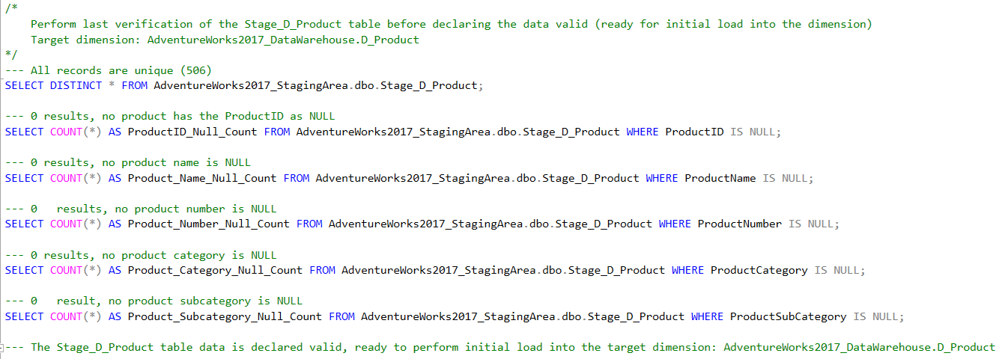 /*
    Perform last verification of the Stage_D_Product table before declaring the data valid (ready for initial load into the dimension)
    Target dimension: AdventureWorks2017_DataWarehouse.D_Product
*/
--- All records are unique (506)
SELECT DISTINCT * FROM AdventureWorks2017_StagingArea.dbo.Stage_D_Product;
--- 0 results, no product has the ProductID as NULL
SELECT COUNT(*) AS ProductID_Null_Count FROM AdventureWorks2017_StagingArea.dbo.Stage_D_Product WHERE ProductID IS NULL;
--- 0 results, no product name is NULL
SELECT COUNT(*) AS Product_Name_Null_Count FROM AdventureWorks2017_StagingArea.dbo.Stage_D_Product WHERE ProductName IS NULL;
--- 0   results, no product number is NULL
SELECT COUNT(*) AS Product_Number_Null_Count FROM AdventureWorks2017_StagingArea.dbo.Stage_D_Product WHERE ProductNumber IS NULL;
--- 0 results, no product category is NULL
SELECT COUNT(*) AS Product_Category_Null_Count FROM AdventureWorks2017_StagingArea.dbo.Stage_D_Product WHERE ProductCategory IS NULL;
--- 0   result, no product subcategory is NULL
SELECT COUNT(*) AS Product_Subcategory_Null_Count FROM AdventureWorks2017_StagingArea.dbo.Stage_D_Product WHERE ProductSubCategory IS NULL;
--- The Stage_D_Product table data is declared valid, ready to perform initial load into the target dimension: AdventureWorks2017_DataWarehouse.D_Product